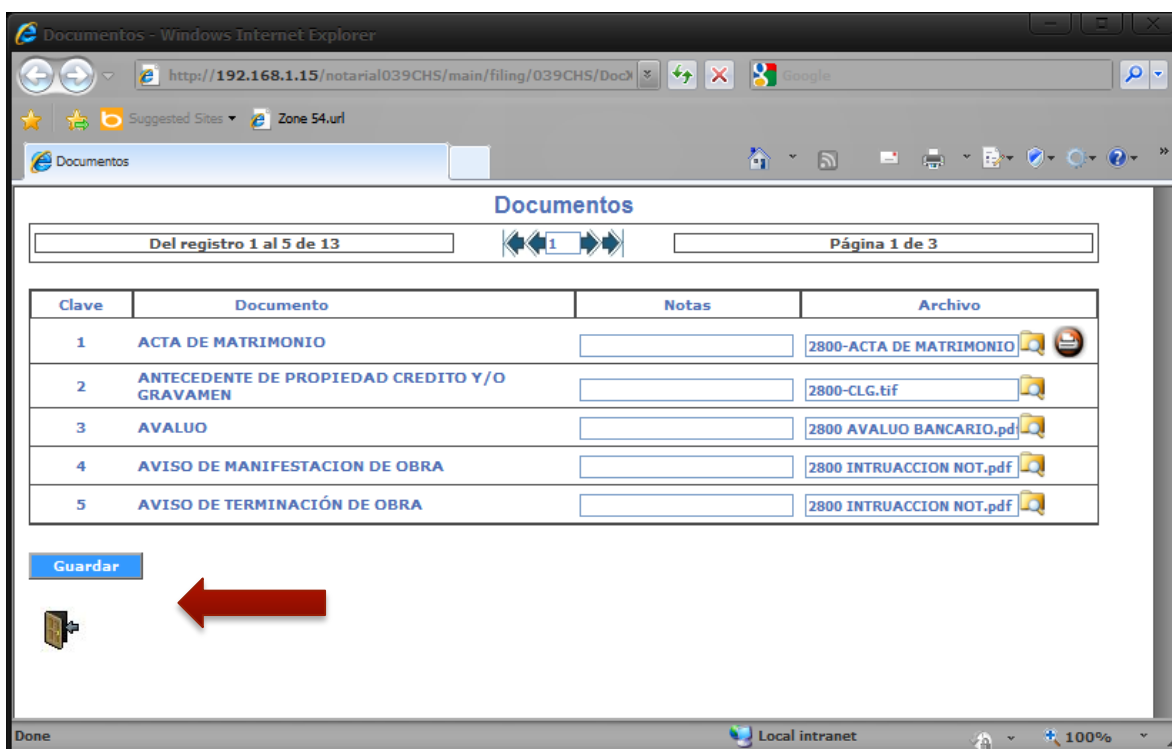 Documentos - Windows Internet Explorer
http://192.168.1.15/notarial039CHS/main/filing/039CHS/Doc
Google
Suggested Sites
Zone 54.url
Documentos
Documentos
Del registro 1 al 5 de 13
1
Página 1 de 3
Clave Documento Notas Archivo
1 ACTA DE MATRIMONIO 2800-ACTA DE MATRIMONIO
2 ANTECEDENTE DE PROPIEDAD CREDITO Y/O
GRAVAMEN 2800-CLG.tif
3 AVALUO 2800 AVALUO BANCARIO.pdf
4 AVISO DE MANIFESTACION DE OBRA 2800 INTRUACCION NOT.pdf
5 AVISO DE TERMINACIÓN DE OBRA 2800 INTRUACCION NOT.pdf
Guardar
Done
Local intranet
100%